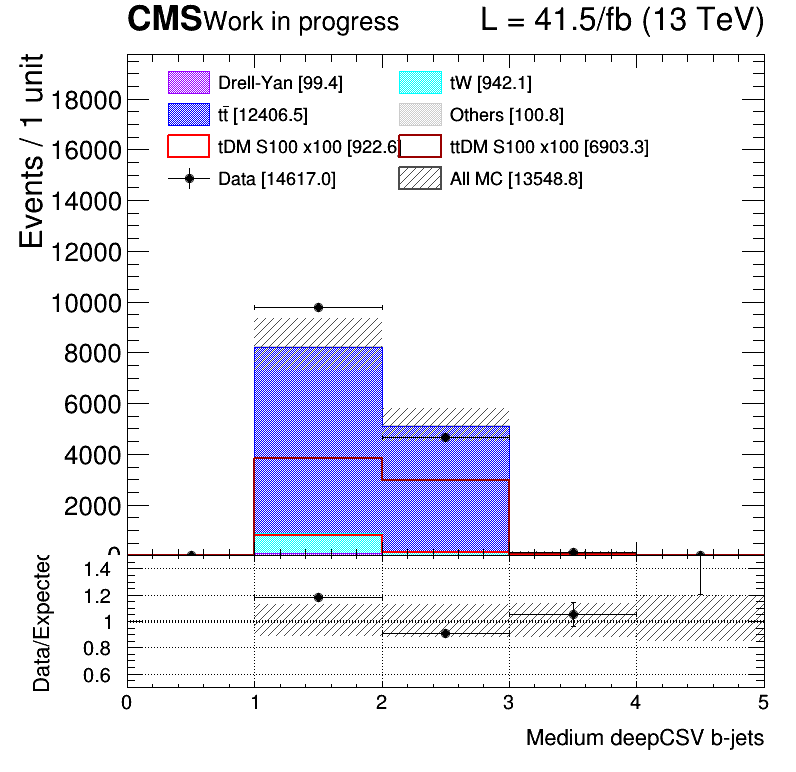 CMS Work in progress L = 41.5/fb (13 TeV)
Events / 1 unit
18000
16000
14000
12000
10000
8000
6000
4000
2000
0
Drell-Yan [99.4]
tW [942.1]
tt̄ [12406.5]
Others [100.8]
tDM S100 x100 [922.6]
ttDM S100 x100 [6903.3]
Data [14617.0]
All MC [13548.8]
Data/Expected
1.4
1.2
1
0.8
0.6
0 1 2 3 4 5
Medium deepCSV b-jets